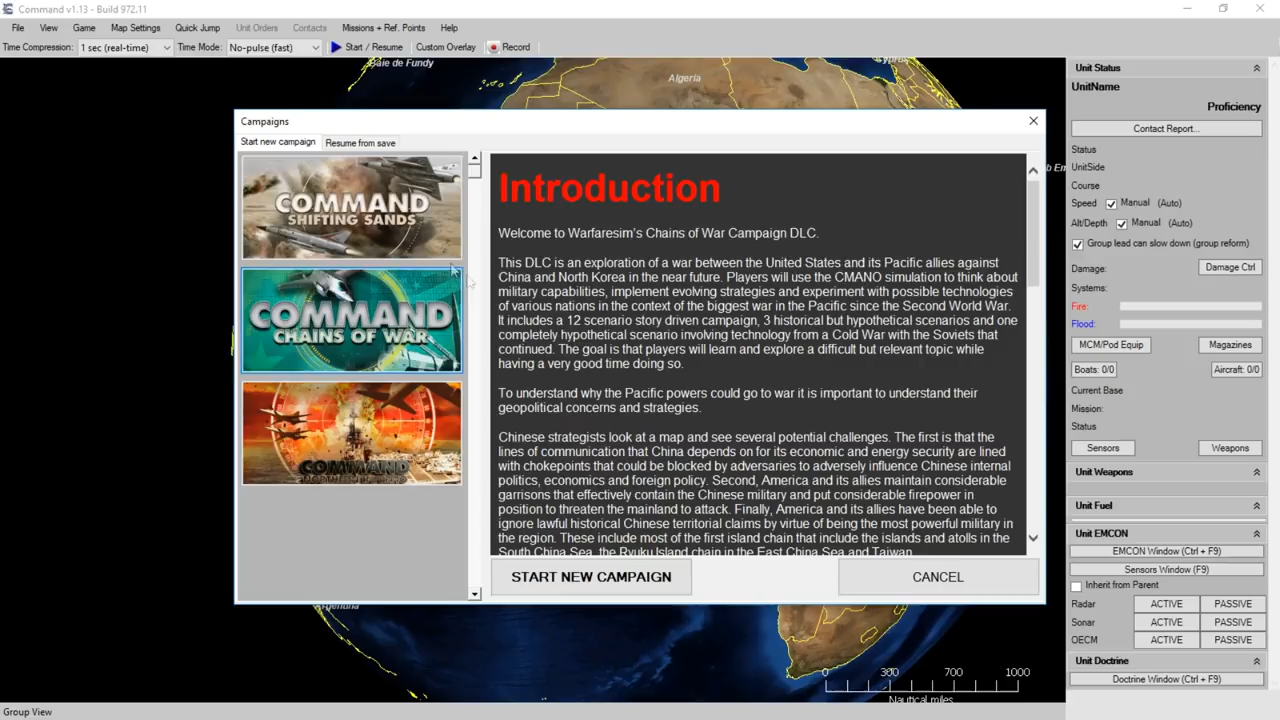 Command v1.13 - Build 972.11
File View Game Map Settings Quick Jump Unit Orders Contacts Missions + Ref. Points Help
Time Compression: 1 sec (real-time) Time Mode: No-pulse (fast) Start / Resume Custom Overlay Record
Baie de Fundy
Algeria
Campaigns
Start new campaign
Resume from save
COMMAND
SHIFTING SANDS
COMMAND
CHAINS OF WAR
COMMAND
Introduction
Welcome to Warfaresim's Chains of War Campaign DLC.
This DLC is an exploration of a war between the United States and its Pacific allies against
China and North Korea in the near future. Players will use the CMANO simulation to think about
military capabilities, implement evolving strategies and experiment with possible technologies
of various nations in the context of the biggest war in the Pacific since the Second World War.
It includes a 12 scenario story driven campaign, 3 historical but hypothetical scenarios and one
completely hypothetical scenario involving technology from a Cold War with the Soviets that
continued. The goal is that players will learn and explore a difficult but relevant topic while
having a very good time doing so.
To understand why the Pacific powers could go to war it is important to understand their
geopolitical concerns and strategies.
Chinese strategists look at a map and see several potential challenges. The first is that the
lines of communication that China depends on for its economic and energy security are lined
with chokepoints that could be blocked by adversaries to adversely influence Chinese internal
politics, economics and foreign policy. Second, America and its allies maintain considerable
garrisons that effectively contain the Chinese military and put considerable firepower in
position to threaten the mainland to attack. Finally, America and its allies have been able to
ignore lawful historical Chinese territorial claims by virtue of being the most powerful military in
the region. These include most of the first island chain that include the islands and atolls in the
South China Sea, the Ryuku Island chain in the East China Sea and Taiwan.
START NEW CAMPAIGN
CANCEL
Argentina
0 300 700 1000
Nautical miles
Group View
Unit Status
UnitName
Proficiency
Contact Report...
Status
UnitSide
Course
Speed Manual (Auto)
Alt/Depth Manual (Auto)
Group lead can slow down (group reform)
Damage: Damage Ctrl
Systems:
Fire:
Flood:
MCM/Pod Equip Magazines
Boats: 0/0 Aircraft: 0/0
Current Base
Mission:
Status
Sensors Weapons
Unit Weapons
Unit Fuel
Unit EMCON
EMCON Window (Ctrl + F9)
Sensors Window (F9)
Inherit from Parent
Radar ACTIVE PASSIVE
Sonar ACTIVE PASSIVE
OECM ACTIVE PASSIVE
Unit Doctrine
Doctrine Window (Ctrl + F9)